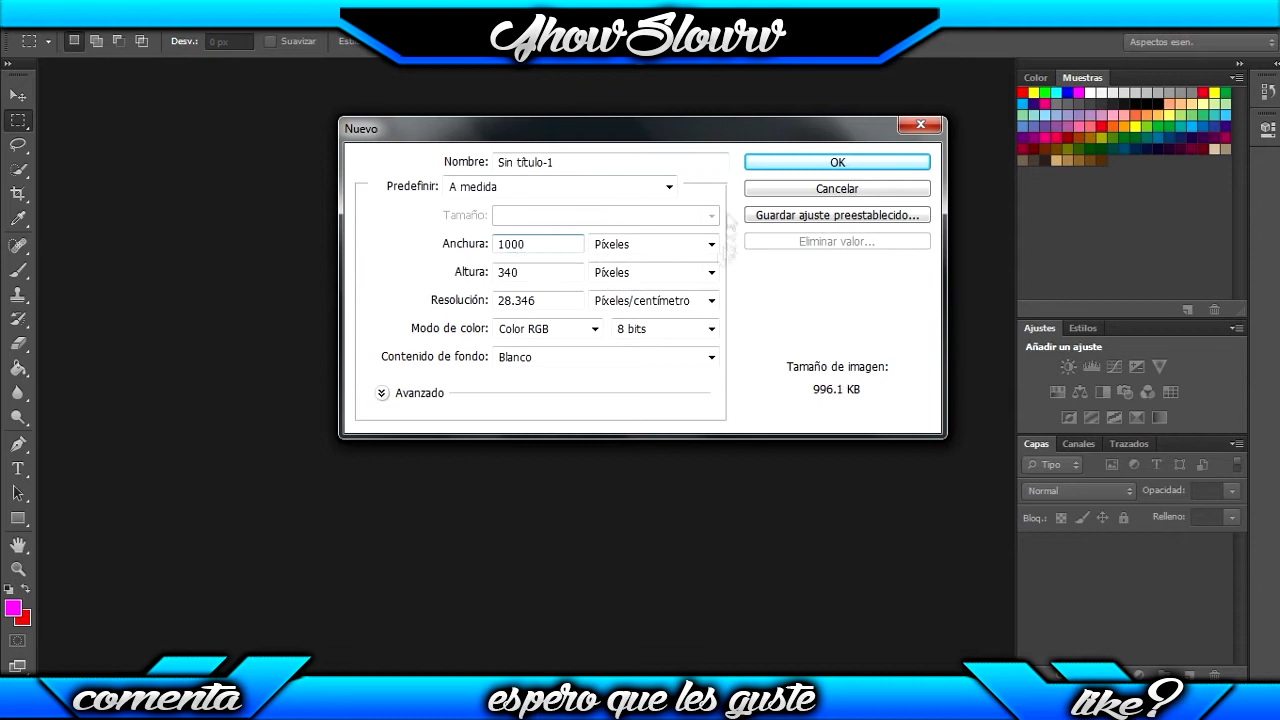 AhowSlowv
Desv.: 0 px Suavizar
Aspectos esen.
Color Muestras
Nuevo
Nombre: Sin título-1
OK
Predefinir: A medida
Cancelar
Tamaño:
Guardar ajuste preestablecido...
Anchura: 1000 Píxeles
Eliminar valor...
Altura: 340 Píxeles
Resolución: 28.346 Píxeles/centímetro
Modo de color: Color RGB 8 bits
Contenido de fondo: Blanco
Tamaño de imagen:
996.1 KB
Avanzado
Ajustes Estilos
Añadir un ajuste
Capas Canales Trazados
Tipo
Normal Opacidad:
Bloq.: Relleno:
comenta
espero que les guste
like?